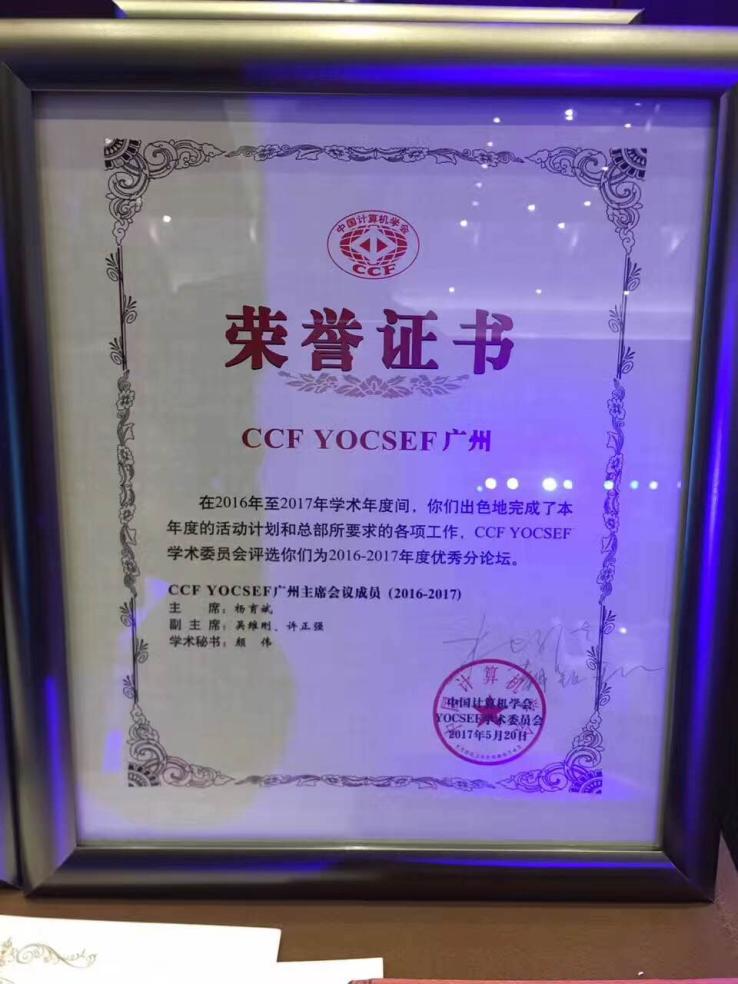 中国计算机学会
CCF
荣誉证书
CCF YOCSEF广州
在2016年至2017年学术年度间，你们出色地完成了本
年度的活动计划和总部所要求的各项工作，CCF YOCSEF
学术委员会评选你们为2016-2017年度优秀分论坛。
CCF YOCSEF广州主席会议成员（2016-2017）
主　　席：杨育斌
副 主 席：吴维刚、许正强
学术秘书：颜　伟
中国计算机学会
YOCSEF学术委员会
2017年5月20日